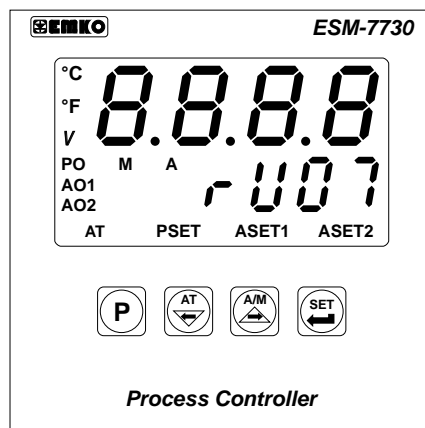 EMKO ESM-7730
°C 8.8.8.8
°F
V
PO M A
AO1 rU07
AO2
AT PSET ASET1 ASET2
P AT A/M SET
Process Controller